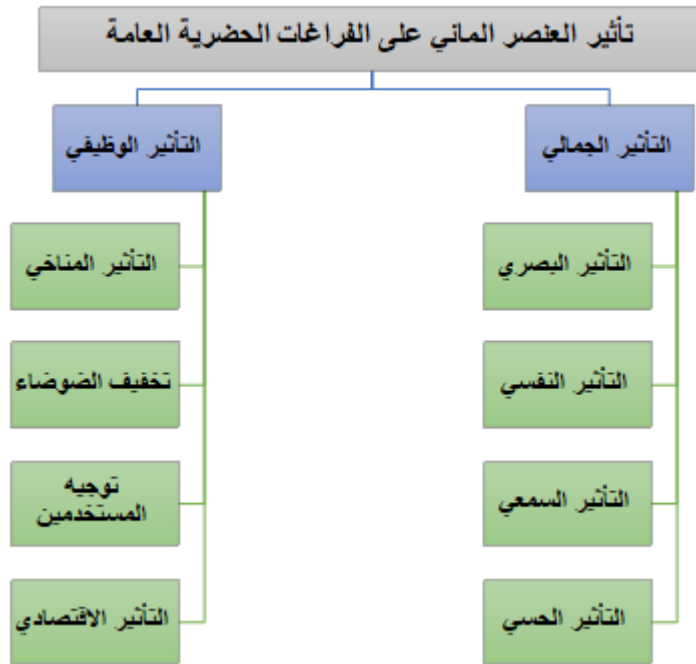 تأثير العنصر المائي على الفراغات الحضرية العامة
التأثير الجمالي
التأثير البصري
التأثير النفسي
التأثير السمعي
التأثير الحسي
التأثير الوظيفي
التأثير المناخي
تخفيف الضوضاء
توجيه
المستخدمين
التأثير الاقتصادي